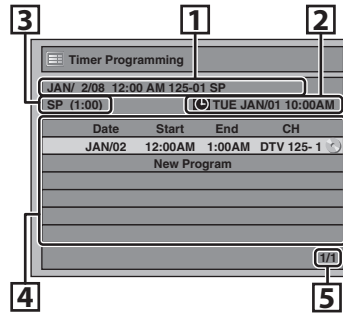 3 1 2
Timer Programming
JAN/ 2/08 12:00 AM 125-01 SP
SP (1:00) TUE JAN/01 10:00AM
Date Start End CH
JAN/02 12:00AM 1:00AM DTV 125- 1
New Program
1/1
4 5